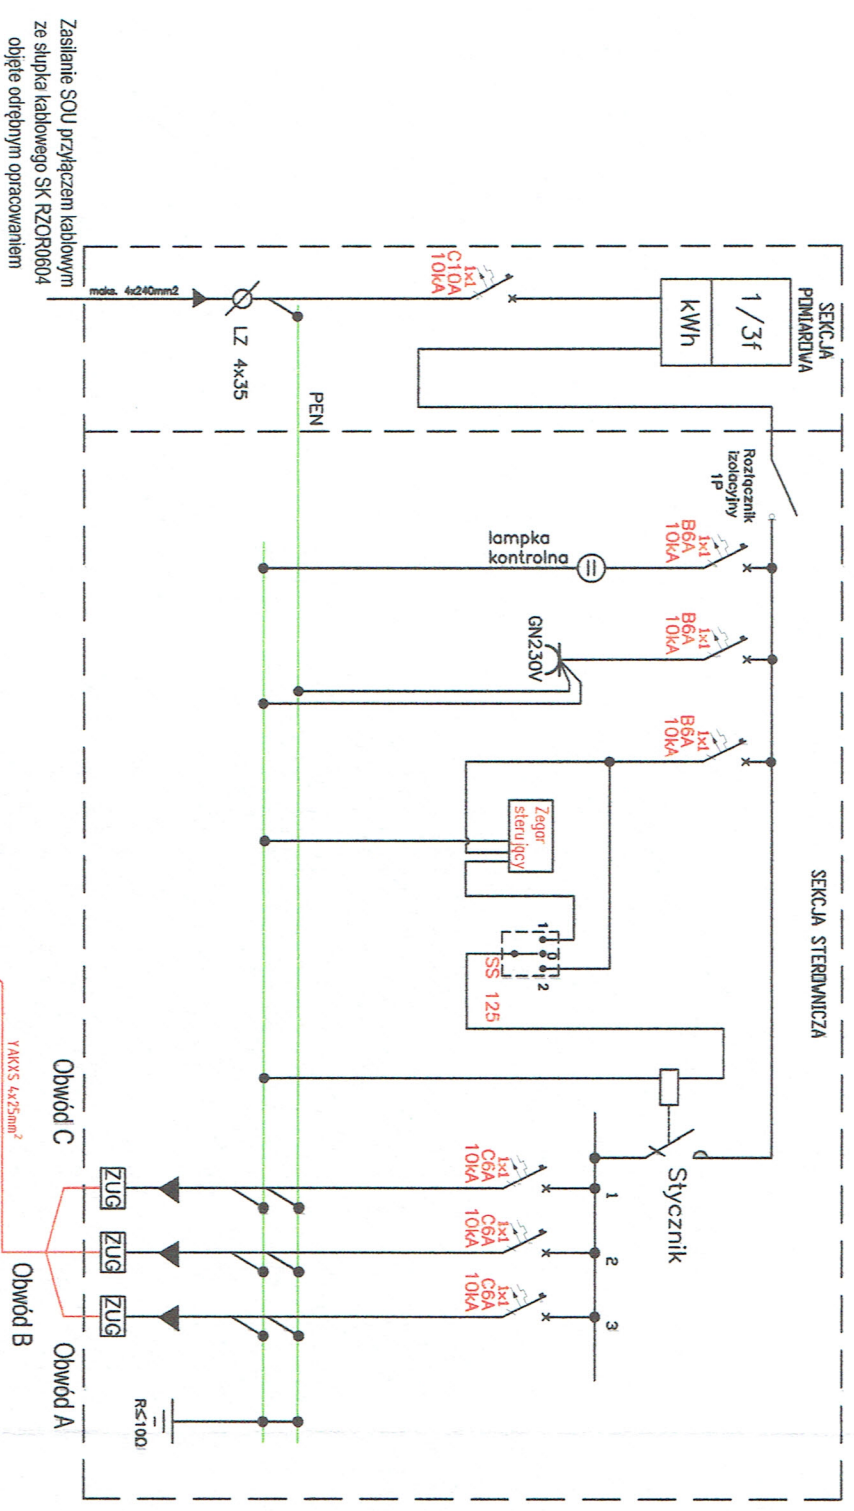 Zasilanie SOU przyłączem kablowym
ze słupka kablowego SK RZOR0604
objęte odrębnym opracowaniem
maks. 4x240mm2
LZ 4x35
PEN
1x1
C10A
10kA
1/3f
kWh
SEKCJA
POMIAROWA
Rozłącznik
izolacyjny
1P
lampka
kontrolna
1x1
B6A
10kA
GN230V
1x1
B6A
10kA
1x1
B6A
10kA
Zegar
sterujący
1
0
2
SS 125
SEKCJA STEROWNICZA
Stycznik
1
2
3
1x1
C6A
10kA
1x1
C6A
10kA
1x1
C6A
10kA
ZUG
ZUG
ZUG
Obwód C
Obwód B
Obwód A
YAKXS 4x25mm²
R≤10Ω